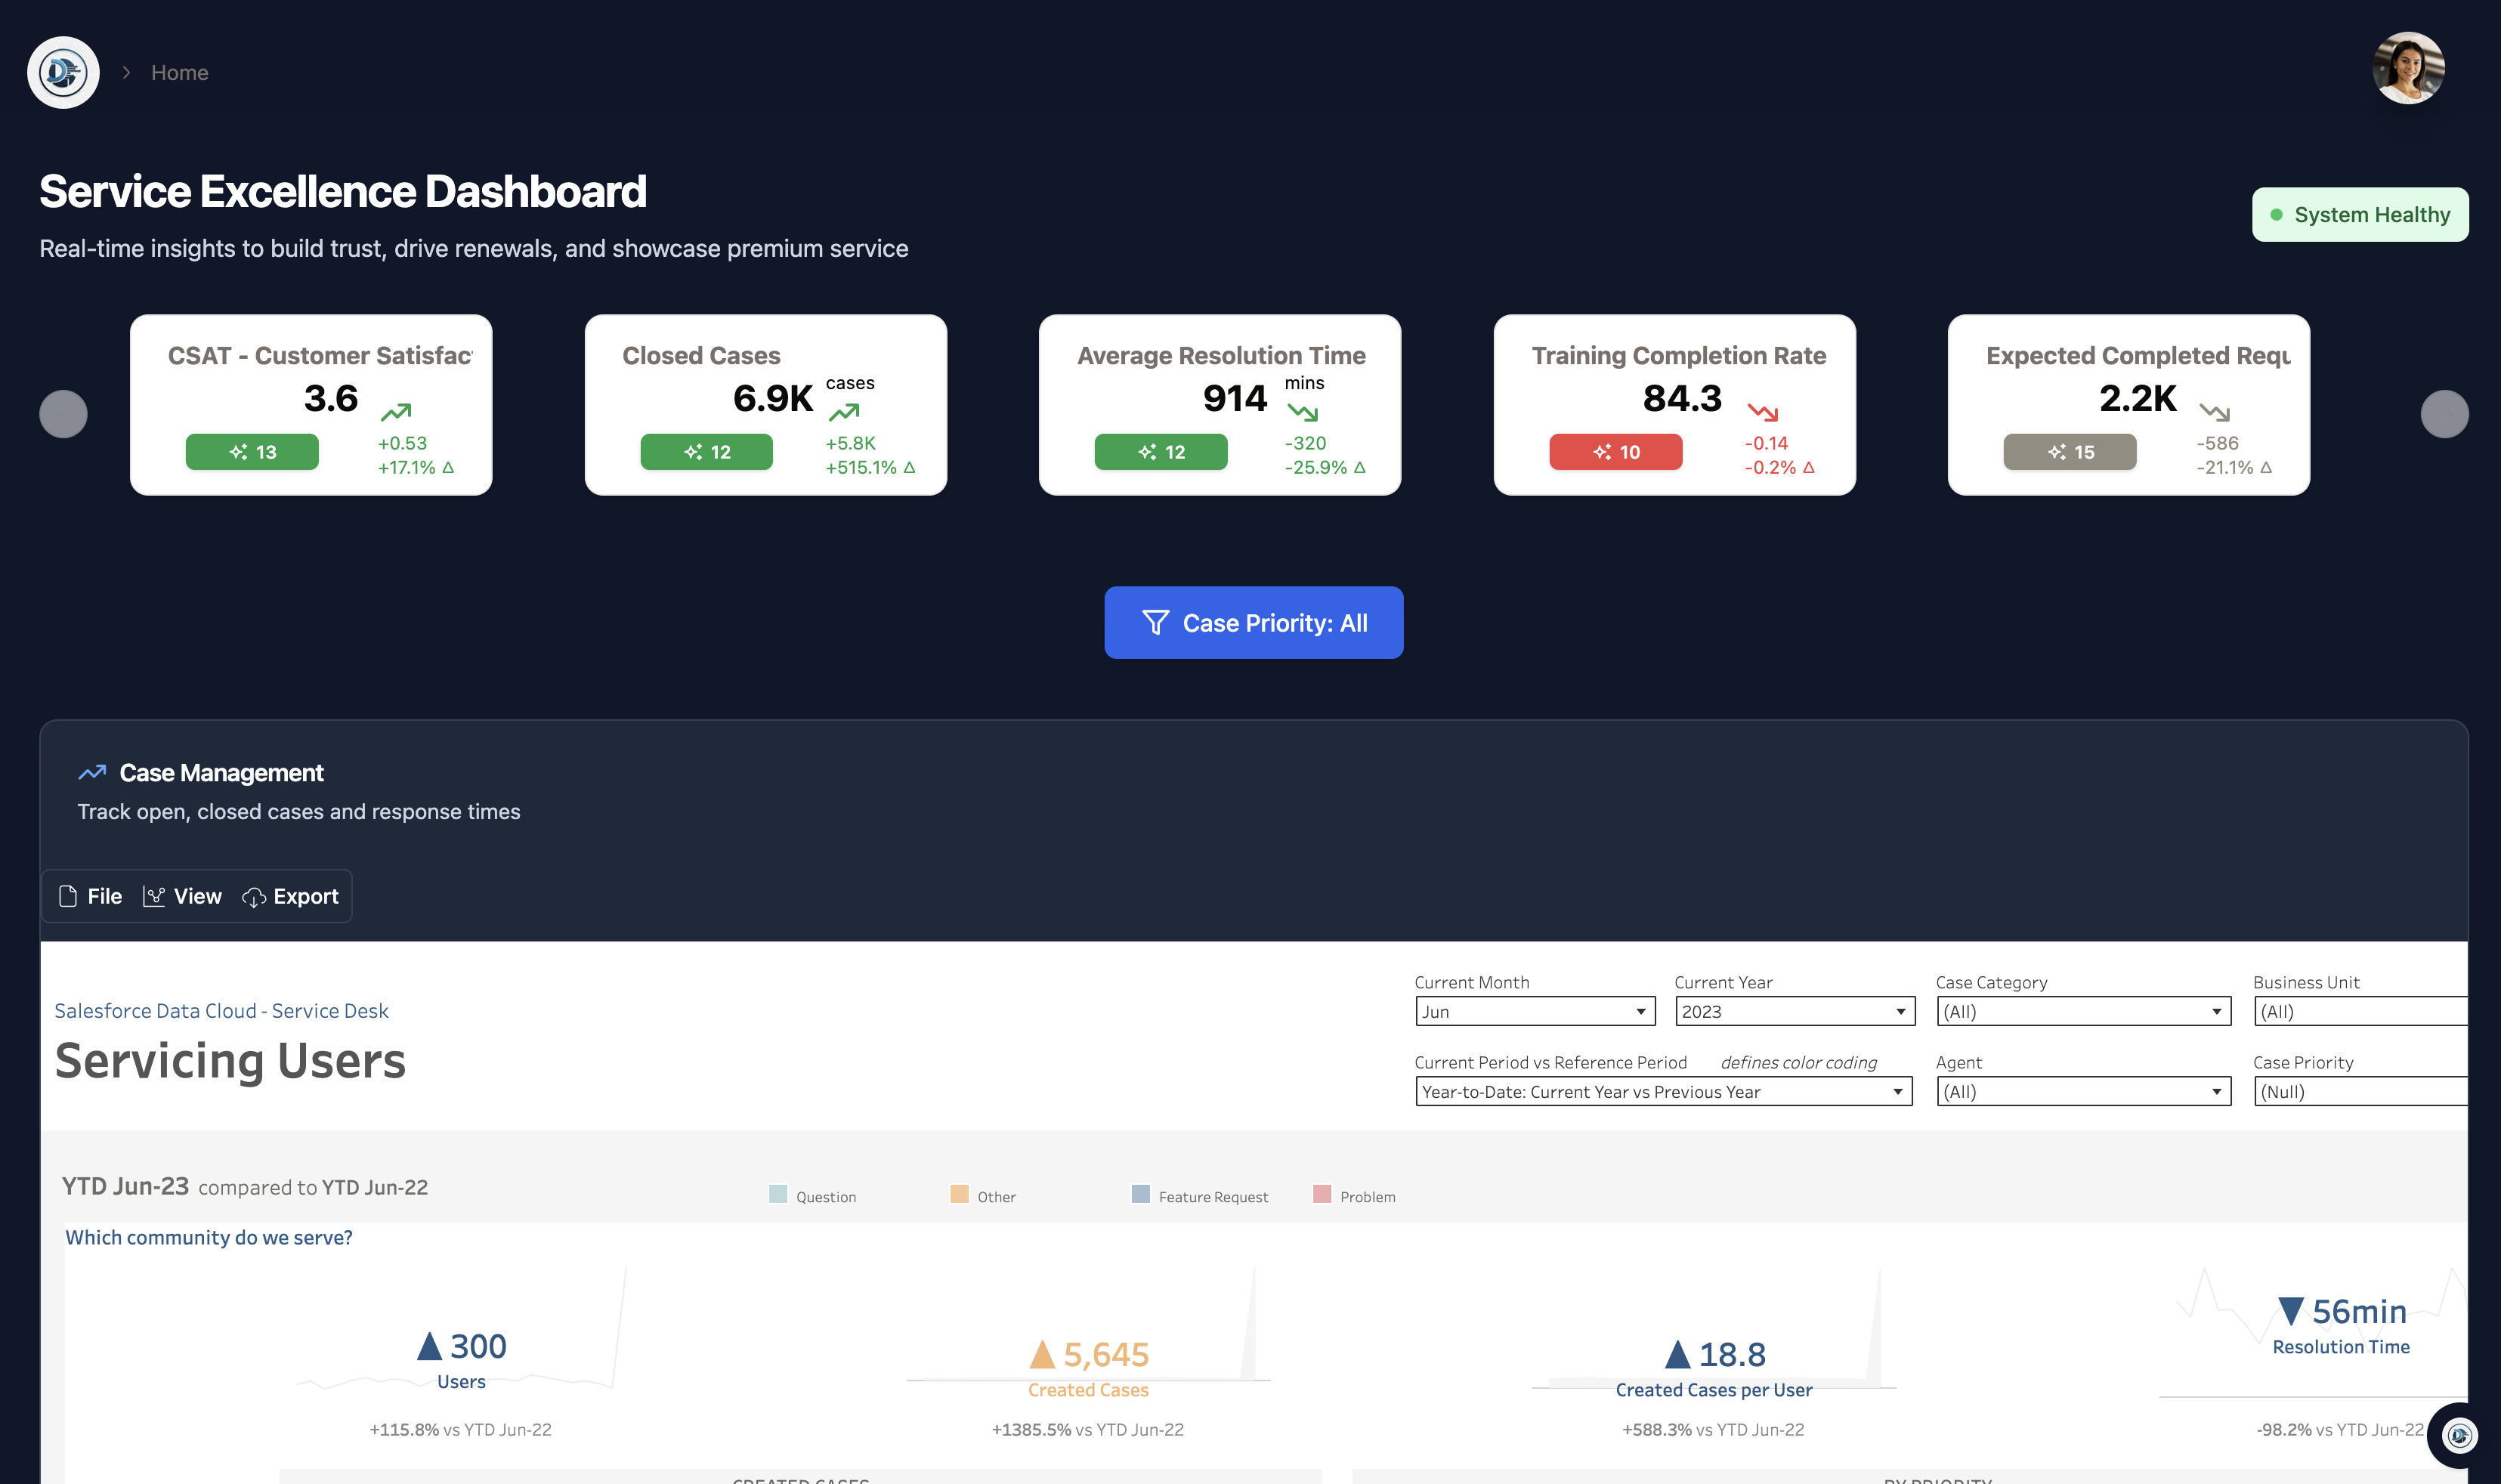 Home
Service Excellence Dashboard
Real-time insights to build trust, drive renewals, and showcase premium service
System Healthy
CSAT - Customer Satisfac
3.6
13
+0.53
+17.1% Δ
Closed Cases
6.9K cases
12
+5.8K
+515.1% Δ
Average Resolution Time
914 mins
12
-320
-25.9% Δ
Training Completion Rate
84.3
10
-0.14
-0.2% Δ
Expected Completed Requ
2.2K
15
-586
-21.1% Δ
Case Priority: All
Case Management
Track open, closed cases and response times
File View Export
Salesforce Data Cloud - Service Desk
Servicing Users
Current Month
Jun
Current Year
2023
Case Category
(All)
Business Unit
(All)
Current Period vs Reference Period defines color coding
Year-to-Date: Current Year vs Previous Year
Agent
(All)
Case Priority
(Null)
YTD Jun-23 compared to YTD Jun-22
Question Other Feature Request Problem
Which community do we serve?
▲300
Users
+115.8% vs YTD Jun-22
▲5,645
Created Cases
+1385.5% vs YTD Jun-22
▲18.8
Created Cases per User
+588.3% vs YTD Jun-22
▼56min
Resolution Time
-98.2% vs YTD Jun-22
CREATED CASES
BY PRIORITY